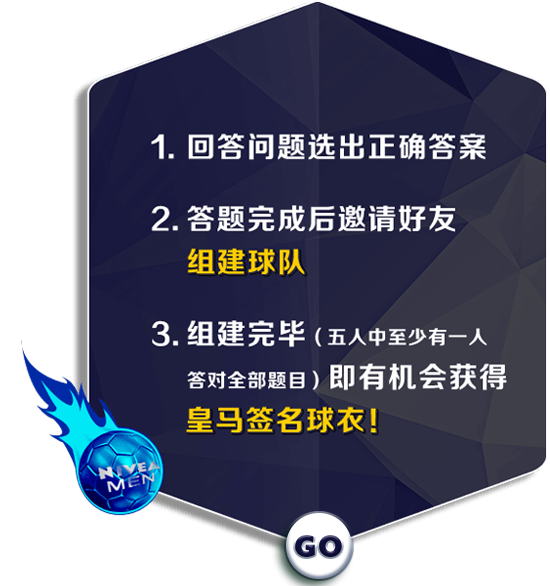 1. 回答问题选出正确答案
2. 答题完成后邀请好友
组建球队
3. 组建完毕（五人中至少有一人
答对全部题目）即有机会获得
皇马签名球衣！
NIVEA
MEN
GO